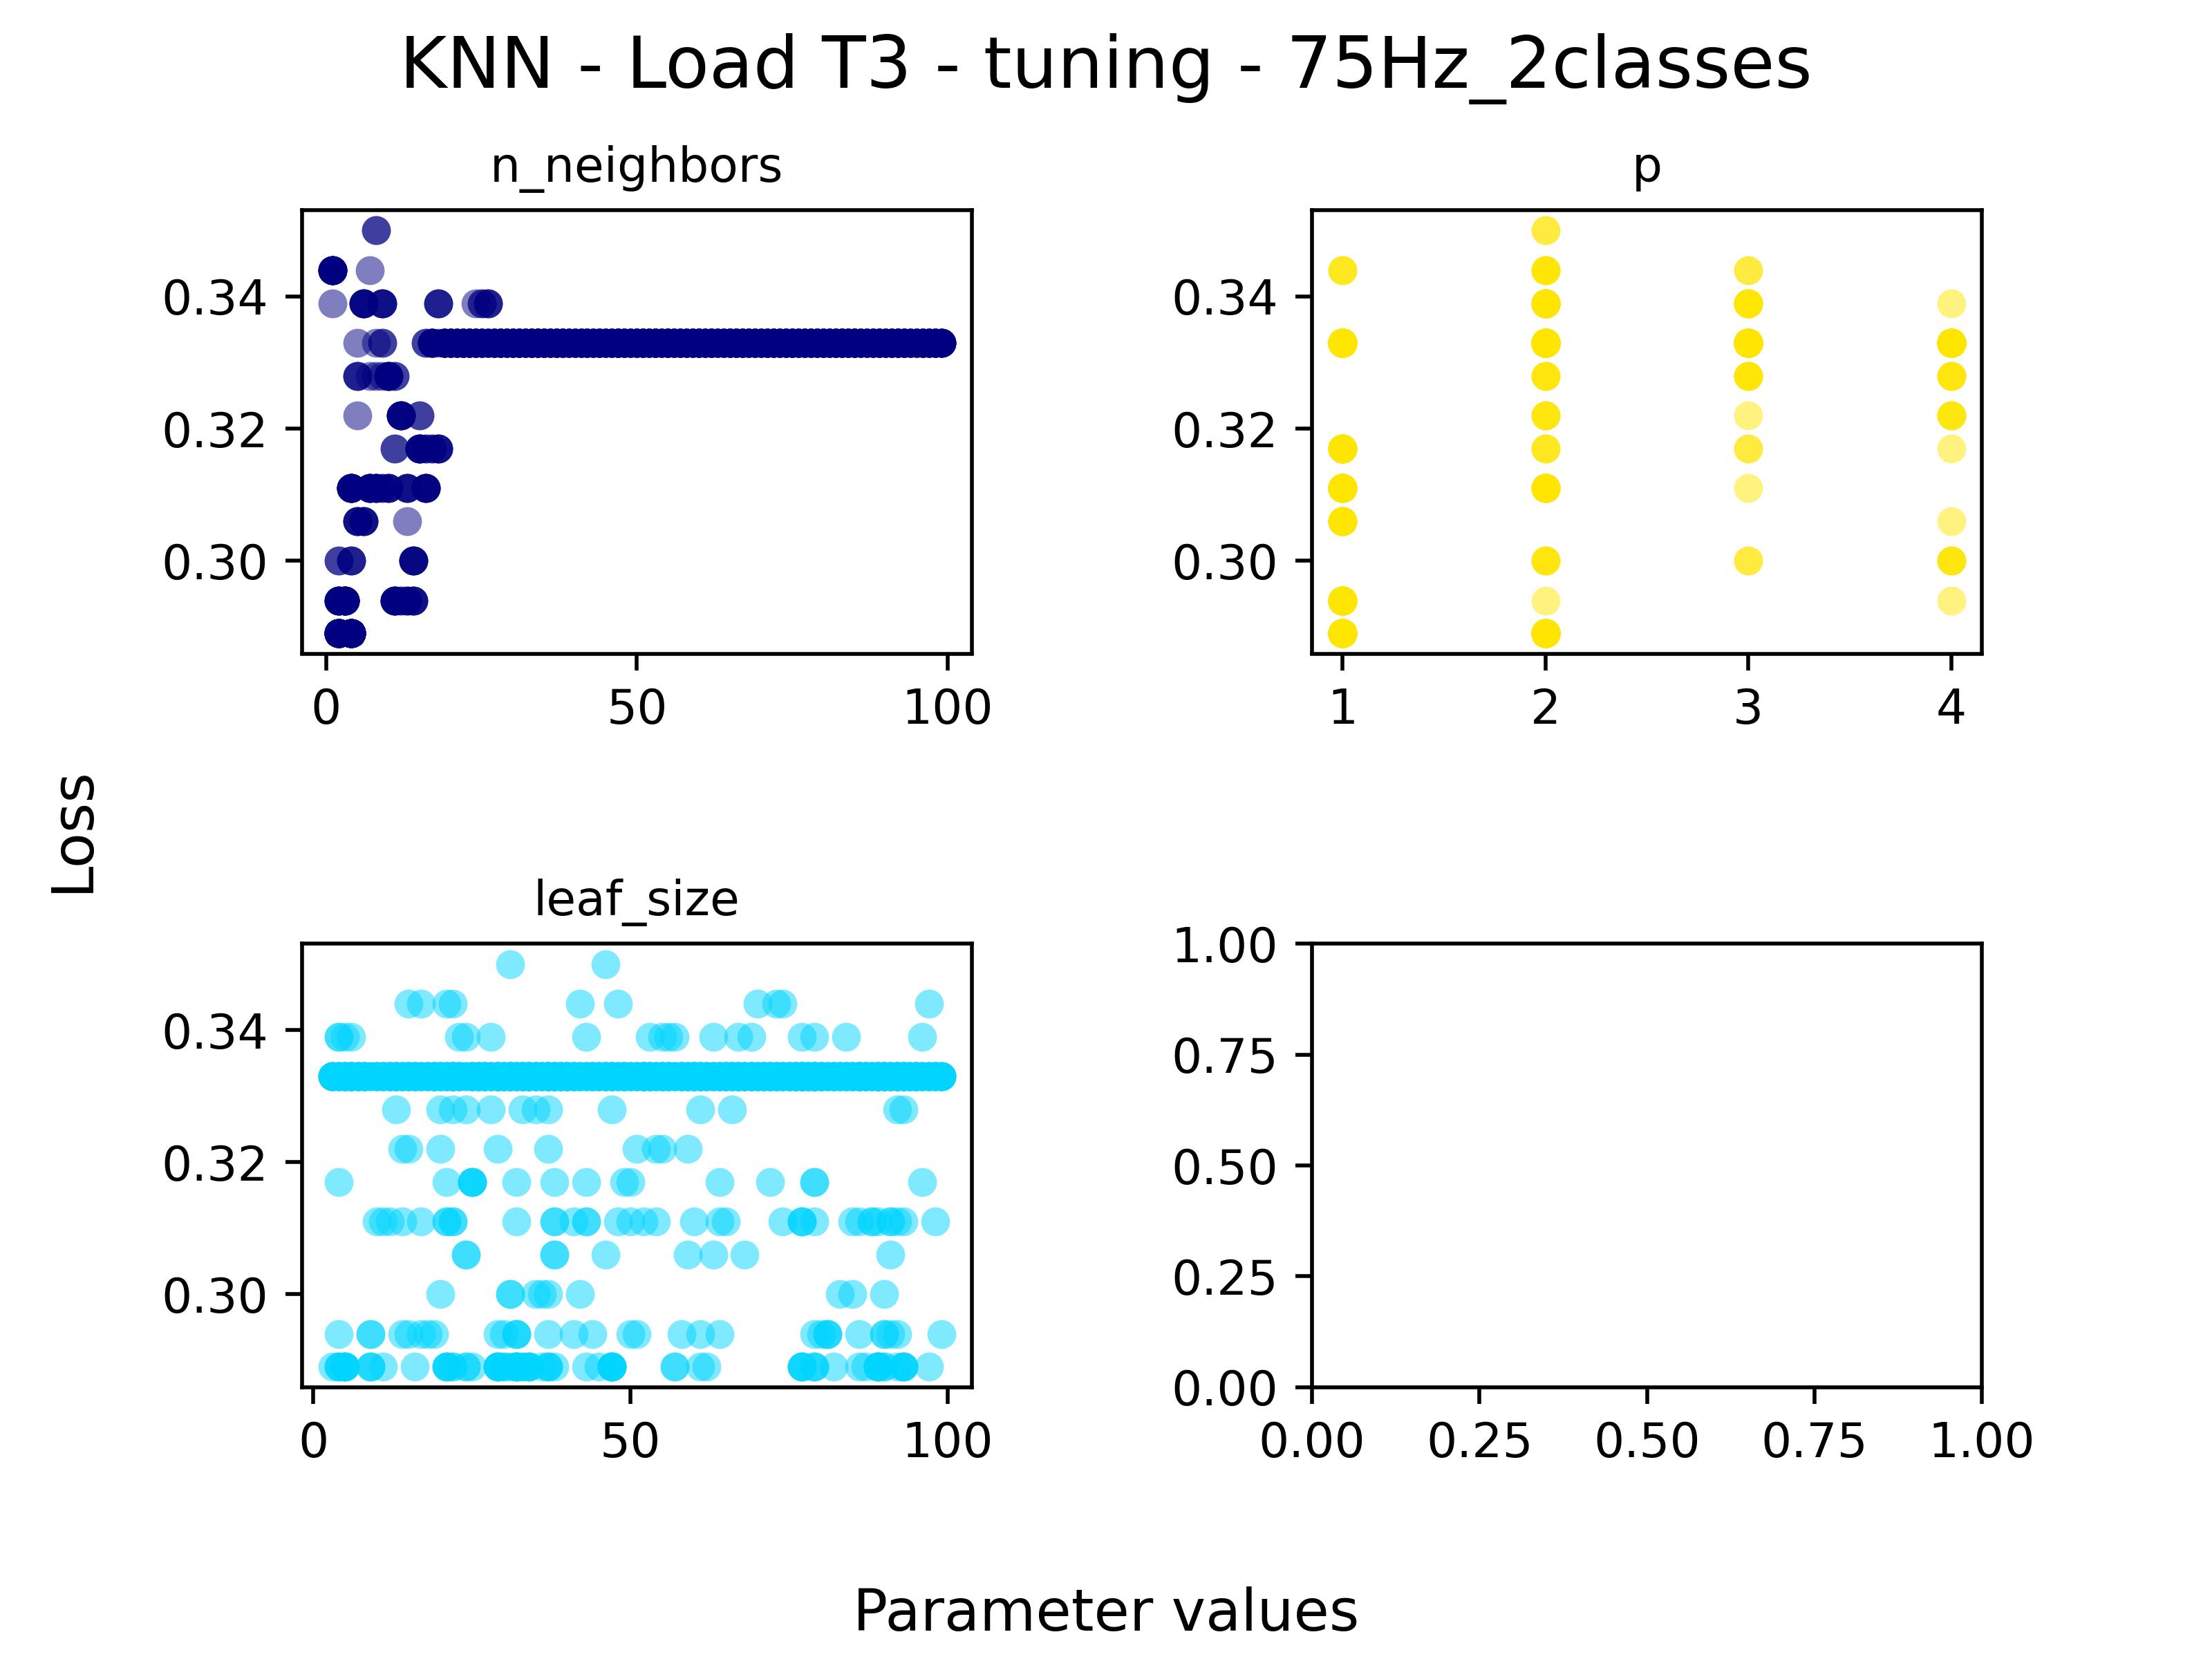 KNN - Load T3 - tuning - 75Hz_2classes
n_neighbors
0.34
0.32
0.30
0 50 100
p
0.34
0.32
0.30
1 2 3 4
Loss
leaf_size
0.34
0.32
0.30
0 50 100
1.00
0.75
0.50
0.25
0.00
0.00 0.25 0.50 0.75 1.00
Parameter values